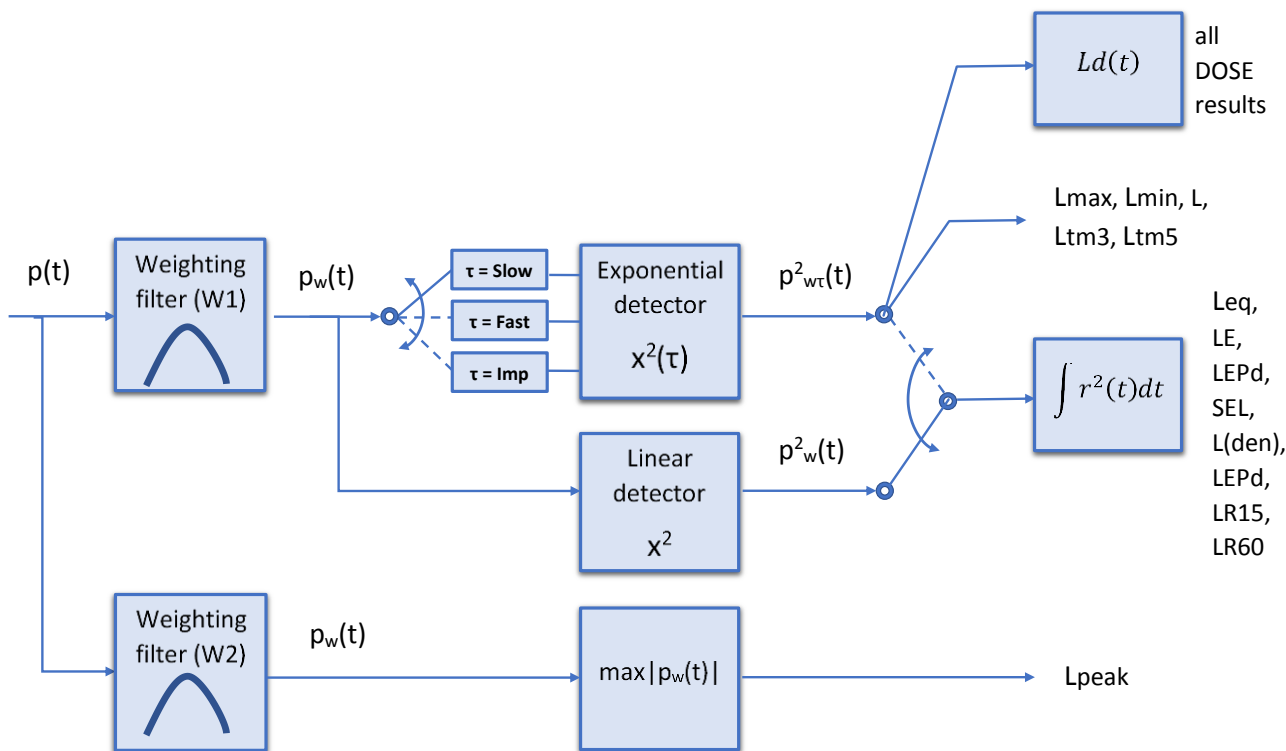 Ld(t)
all
DOSE
results
Lmax, Lmin, L,
Ltm3, Ltm5
p(t)
Weighting
filter (W1)
pw(t)
τ = Slow
τ = Fast
τ = Imp
Exponential
detector
x²(τ)
p²wτ(t)
∫ r²(t)dt
Leq,
LE,
LEPd,
SEL,
L(den),
LEPd,
LR15,
LR60
Linear
detector
x²
p²w(t)
Weighting
filter (W2)
pw(t)
max|pw(t)|
Lpeak